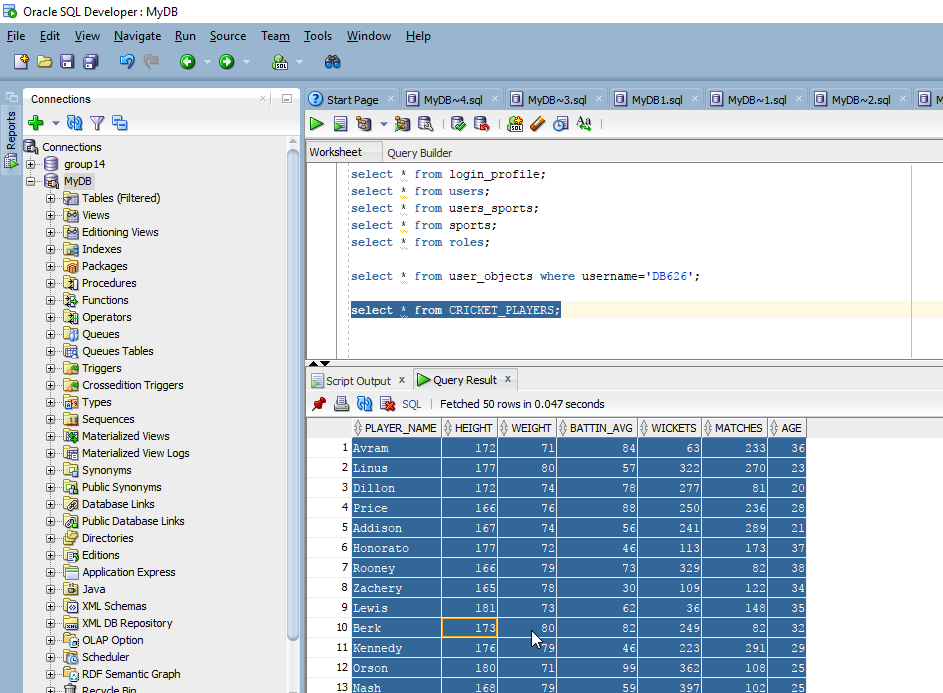 Oracle SQL Developer : MyDB
File Edit View Navigate Run Source Team Tools Window Help
Reports
Connections
Connections
group14
MyDB
Tables (Filtered)
Views
Editioning Views
Indexes
Packages
Procedures
Functions
Operators
Queues
Queues Tables
Triggers
Crossedition Triggers
Types
Sequences
Materialized Views
Materialized View Logs
Synonyms
Public Synonyms
Database Links
Public Database Links
Directories
Editions
Application Express
Java
XML Schemas
XML DB Repository
OLAP Option
Scheduler
RDF Semantic Graph
Recycle Bin
Start Page MyDB~4.sql MyDB~3.sql MyDB1.sql MyDB~1.sql MyDB~2.sql M
Worksheet Query Builder
select * from login_profile;
select * from users;
select * from users_sports;
select * from sports;
select * from roles;
select * from user_objects where username='DB626';
select * from CRICKET_PLAYERS;
Script Output x Query Result x
SQL | Fetched 50 rows in 0.047 seconds
PLAYER_NAME HEIGHT WEIGHT BATTIN_AVG WICKETS MATCHES AGE
1 Avram 172 71 84 63 233 36
2 Linus 177 80 57 322 270 23
3 Dillon 172 74 78 277 81 20
4 Price 166 76 88 250 236 28
5 Addison 167 74 56 241 289 21
6 Honorato 177 72 46 113 173 37
7 Rooney 166 79 73 329 82 38
8 Zachery 165 78 30 109 122 34
9 Lewis 181 73 62 36 148 35
10 Berk 173 80 82 249 82 32
11 Kennedy 176 79 46 223 291 29
12 Orson 180 71 99 362 108 25
13 Nash 168 79 59 397 102 25